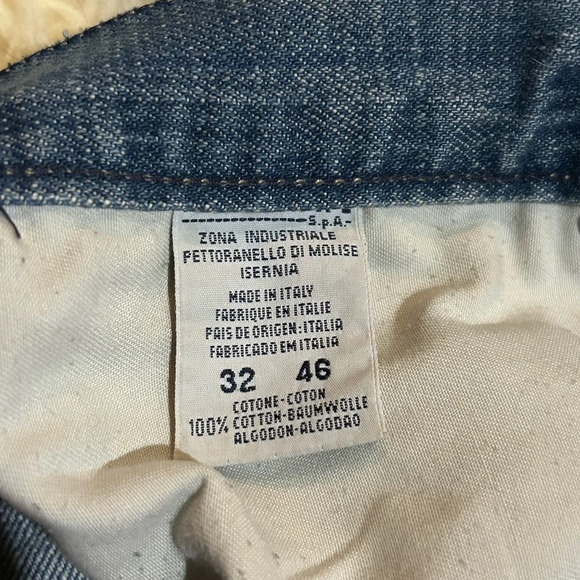 S.p.A.
ZONA INDUSTRIALE
PETTORANELLO DI MOLISE
ISERNIA
MADE IN ITALY
FABRIQUE EN ITALIE
PAIS DE ORIGEN: ITALIA
FABRICADO EM ITALIA
32 46
COTONE-COTON
100% COTTON-BAUMWOLLE
ALGODON-ALGODAO